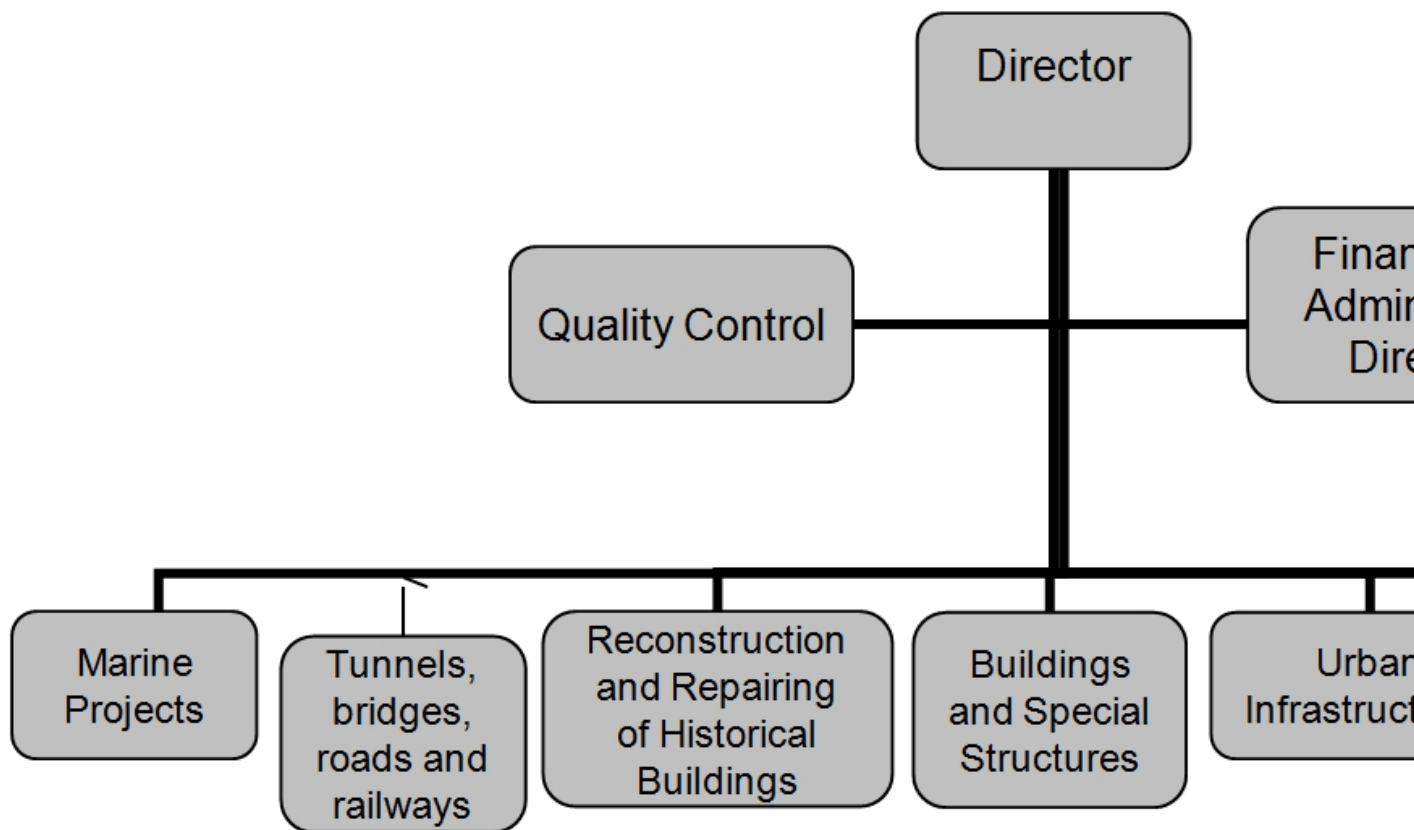 Director
Quality Control
Marine
Projects
Tunnels,
bridges,
roads and
railways
Reconstruction
and Repairing
of Historical
Buildings
Buildings
and Special
Structures
Urban